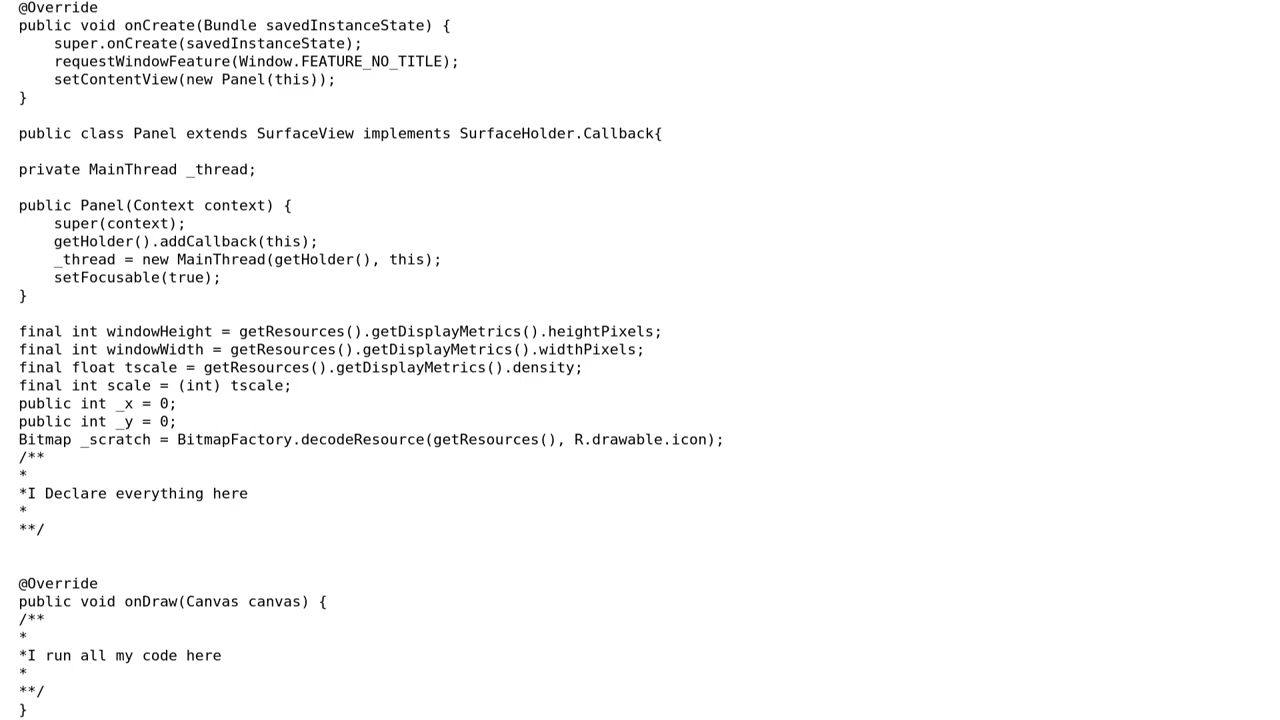 @Override
public void onCreate(Bundle savedInstanceState) {
    super.onCreate(savedInstanceState);
    requestWindowFeature(Window.FEATURE_NO_TITLE);
    setContentView(new Panel(this));
}

public class Panel extends SurfaceView implements SurfaceHolder.Callback{

private MainThread _thread;

public Panel(Context context) {
    super(context);
    getHolder().addCallback(this);
    _thread = new MainThread(getHolder(), this);
    setFocusable(true);
}

final int windowHeight = getResources().getDisplayMetrics().heightPixels;
final int windowWidth = getResources().getDisplayMetrics().widthPixels;
final float tscale = getResources().getDisplayMetrics().density;
final int scale = (int) tscale;
public int _x = 0;
public int _y = 0;
Bitmap _scratch = BitmapFactory.decodeResource(getResources(), R.drawable.icon);
/**
*
*I Declare everything here
*
**/


@Override
public void onDraw(Canvas canvas) {
/**
*
*I run all my code here
*
**/
}